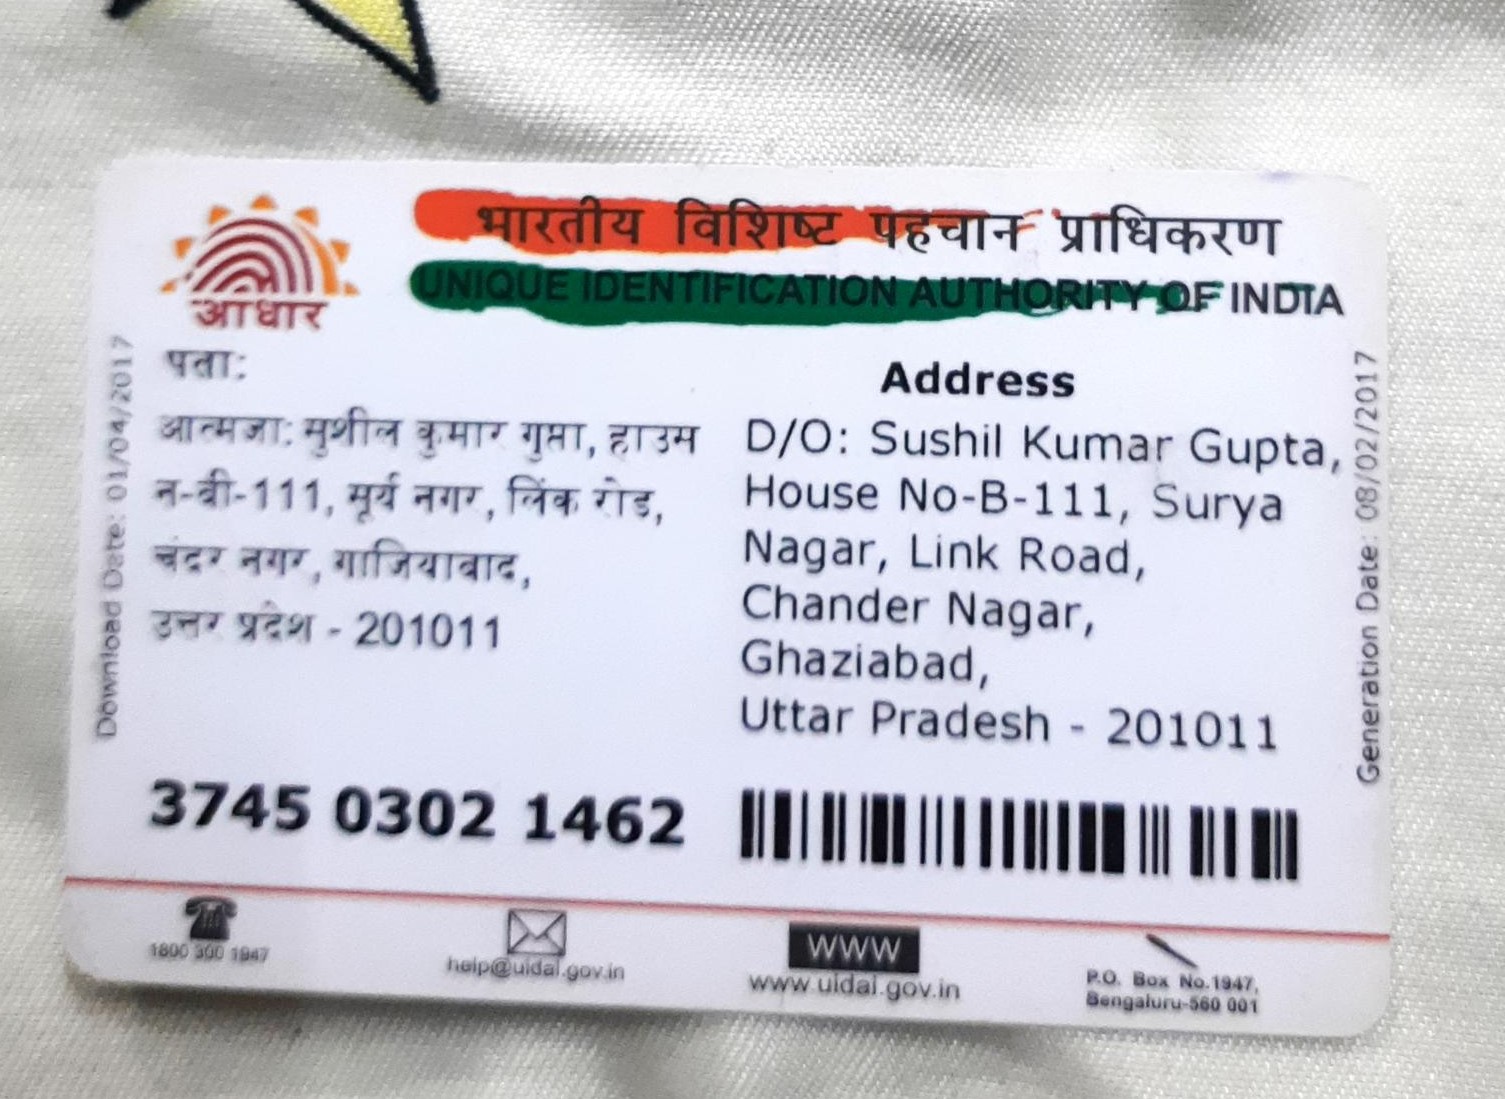 आधार
भारतीय विशिष्ट पहचान प्राधिकरण
UNIQUE IDENTIFICATION AUTHORITY OF INDIA
Download Date: 01/04/2017
पता:
आत्मजा: सुशील कुमार गुप्ता, हाउस
न-बी-111, सूर्य नगर, लिंक रोड,
चंदर नगर, गाजियाबाद,
उत्तर प्रदेश - 201011
Address
D/O: Sushil Kumar Gupta,
House No-B-111, Surya
Nagar, Link Road,
Chander Nagar,
Ghaziabad,
Uttar Pradesh - 201011
Generation Date: 08/02/2017
3745 0302 1462
1800 300 1947
help@uidai.gov.in
WWW
www.uidai.gov.in
P.O. Box No.1947,
Bengaluru-560 001